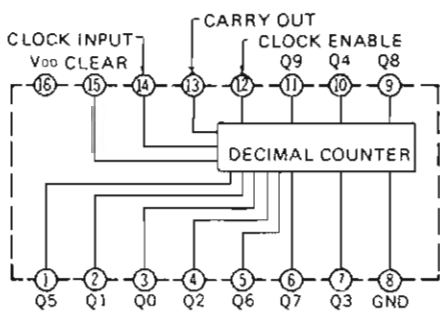 CARRY OUT
CLOCK INPUT CLOCK ENABLE
VDD CLEAR Q9 Q4 Q8
16 15 14 13 12 11 10 9
DECIMAL COUNTER
1 2 3 4 5 6 7 8
Q5 Q1 Q0 Q2 Q6 Q7 Q3 GND